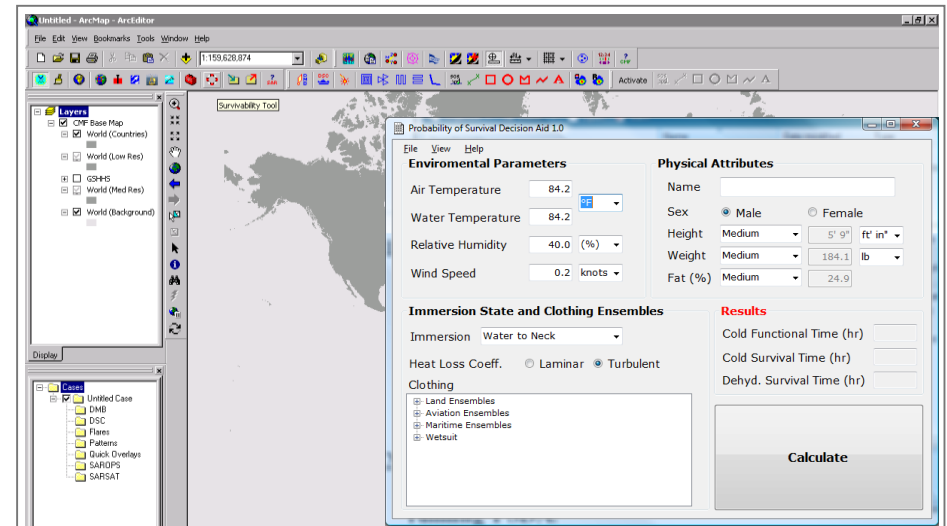 Untitled - ArcMap - ArcEditor
File Edit View Bookmarks Tools Window Help
1:159,628,874
Activate
Survivability Tool
Layers
CMF Base Map
World (Countries)
World (Low Res)
GSHHS
World (Med Res)
World (Background)
Display
Cases
Untitled Case
DMB
DSC
Flares
Patterns
Quick Overlays
SAROPS
SARSAT
Probability of Survival Decision Aid 1.0
File View Help
Enviromental Parameters
Air Temperature 84.2 °F
Water Temperature 84.2
Relative Humidity 40.0 (%)
Wind Speed 0.2 knots
Physical Attributes
Name
Sex Male Female
Height Medium 5' 9" ft' in"
Weight Medium 184.1 lb
Fat (%) Medium 24.9
Immersion State and Clothing Ensembles
Immersion Water to Neck
Heat Loss Coeff. Laminar Turbulent
Clothing
Land Ensembles
Aviation Ensembles
Maritime Ensembles
Wetsuit
Results
Cold Functional Time (hr)
Cold Survival Time (hr)
Dehyd. Survival Time (hr)
Calculate